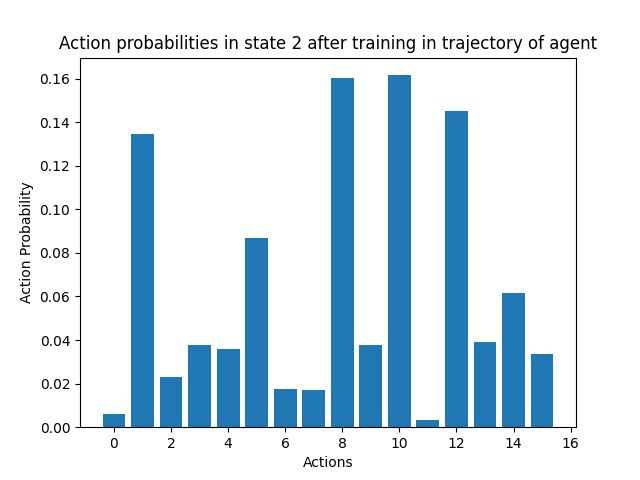 Action probabilities in state 2 after training in trajectory of agent
0.16
0.14
0.12
0.10
0.08
0.06
0.04
0.02
0.00
Action Probability
0 2 4 6 8 10 12 14 16
Actions